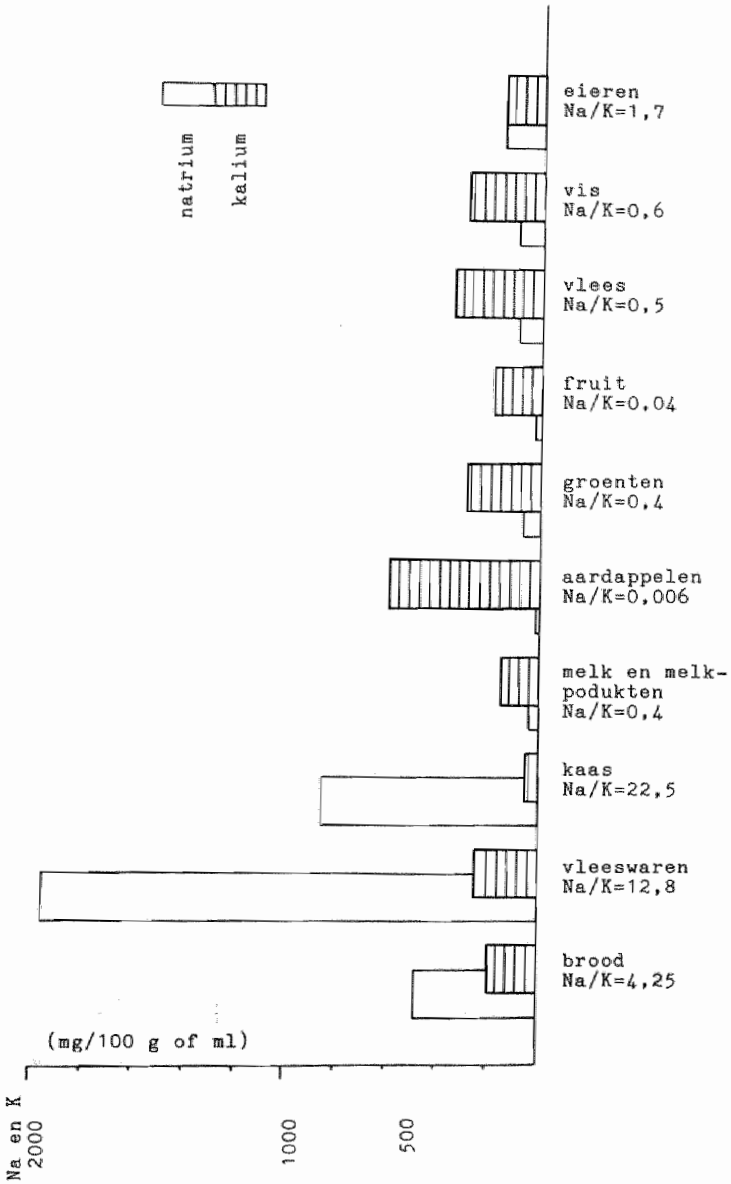 natrium
kalium
eieren
Na/K=1,7
vis
Na/K=0,6
vlees
Na/K=0,5
fruit
Na/K=0,04
groenten
Na/K=0,4
aardappelen
Na/K=0,006
melk en melk-
podukten
Na/K=0,4
kaas
Na/K=22,5
vleeswaren
Na/K=12,8
brood
Na/K=4,25
(mg/100 g of ml)
Na en K
2000
1000
500